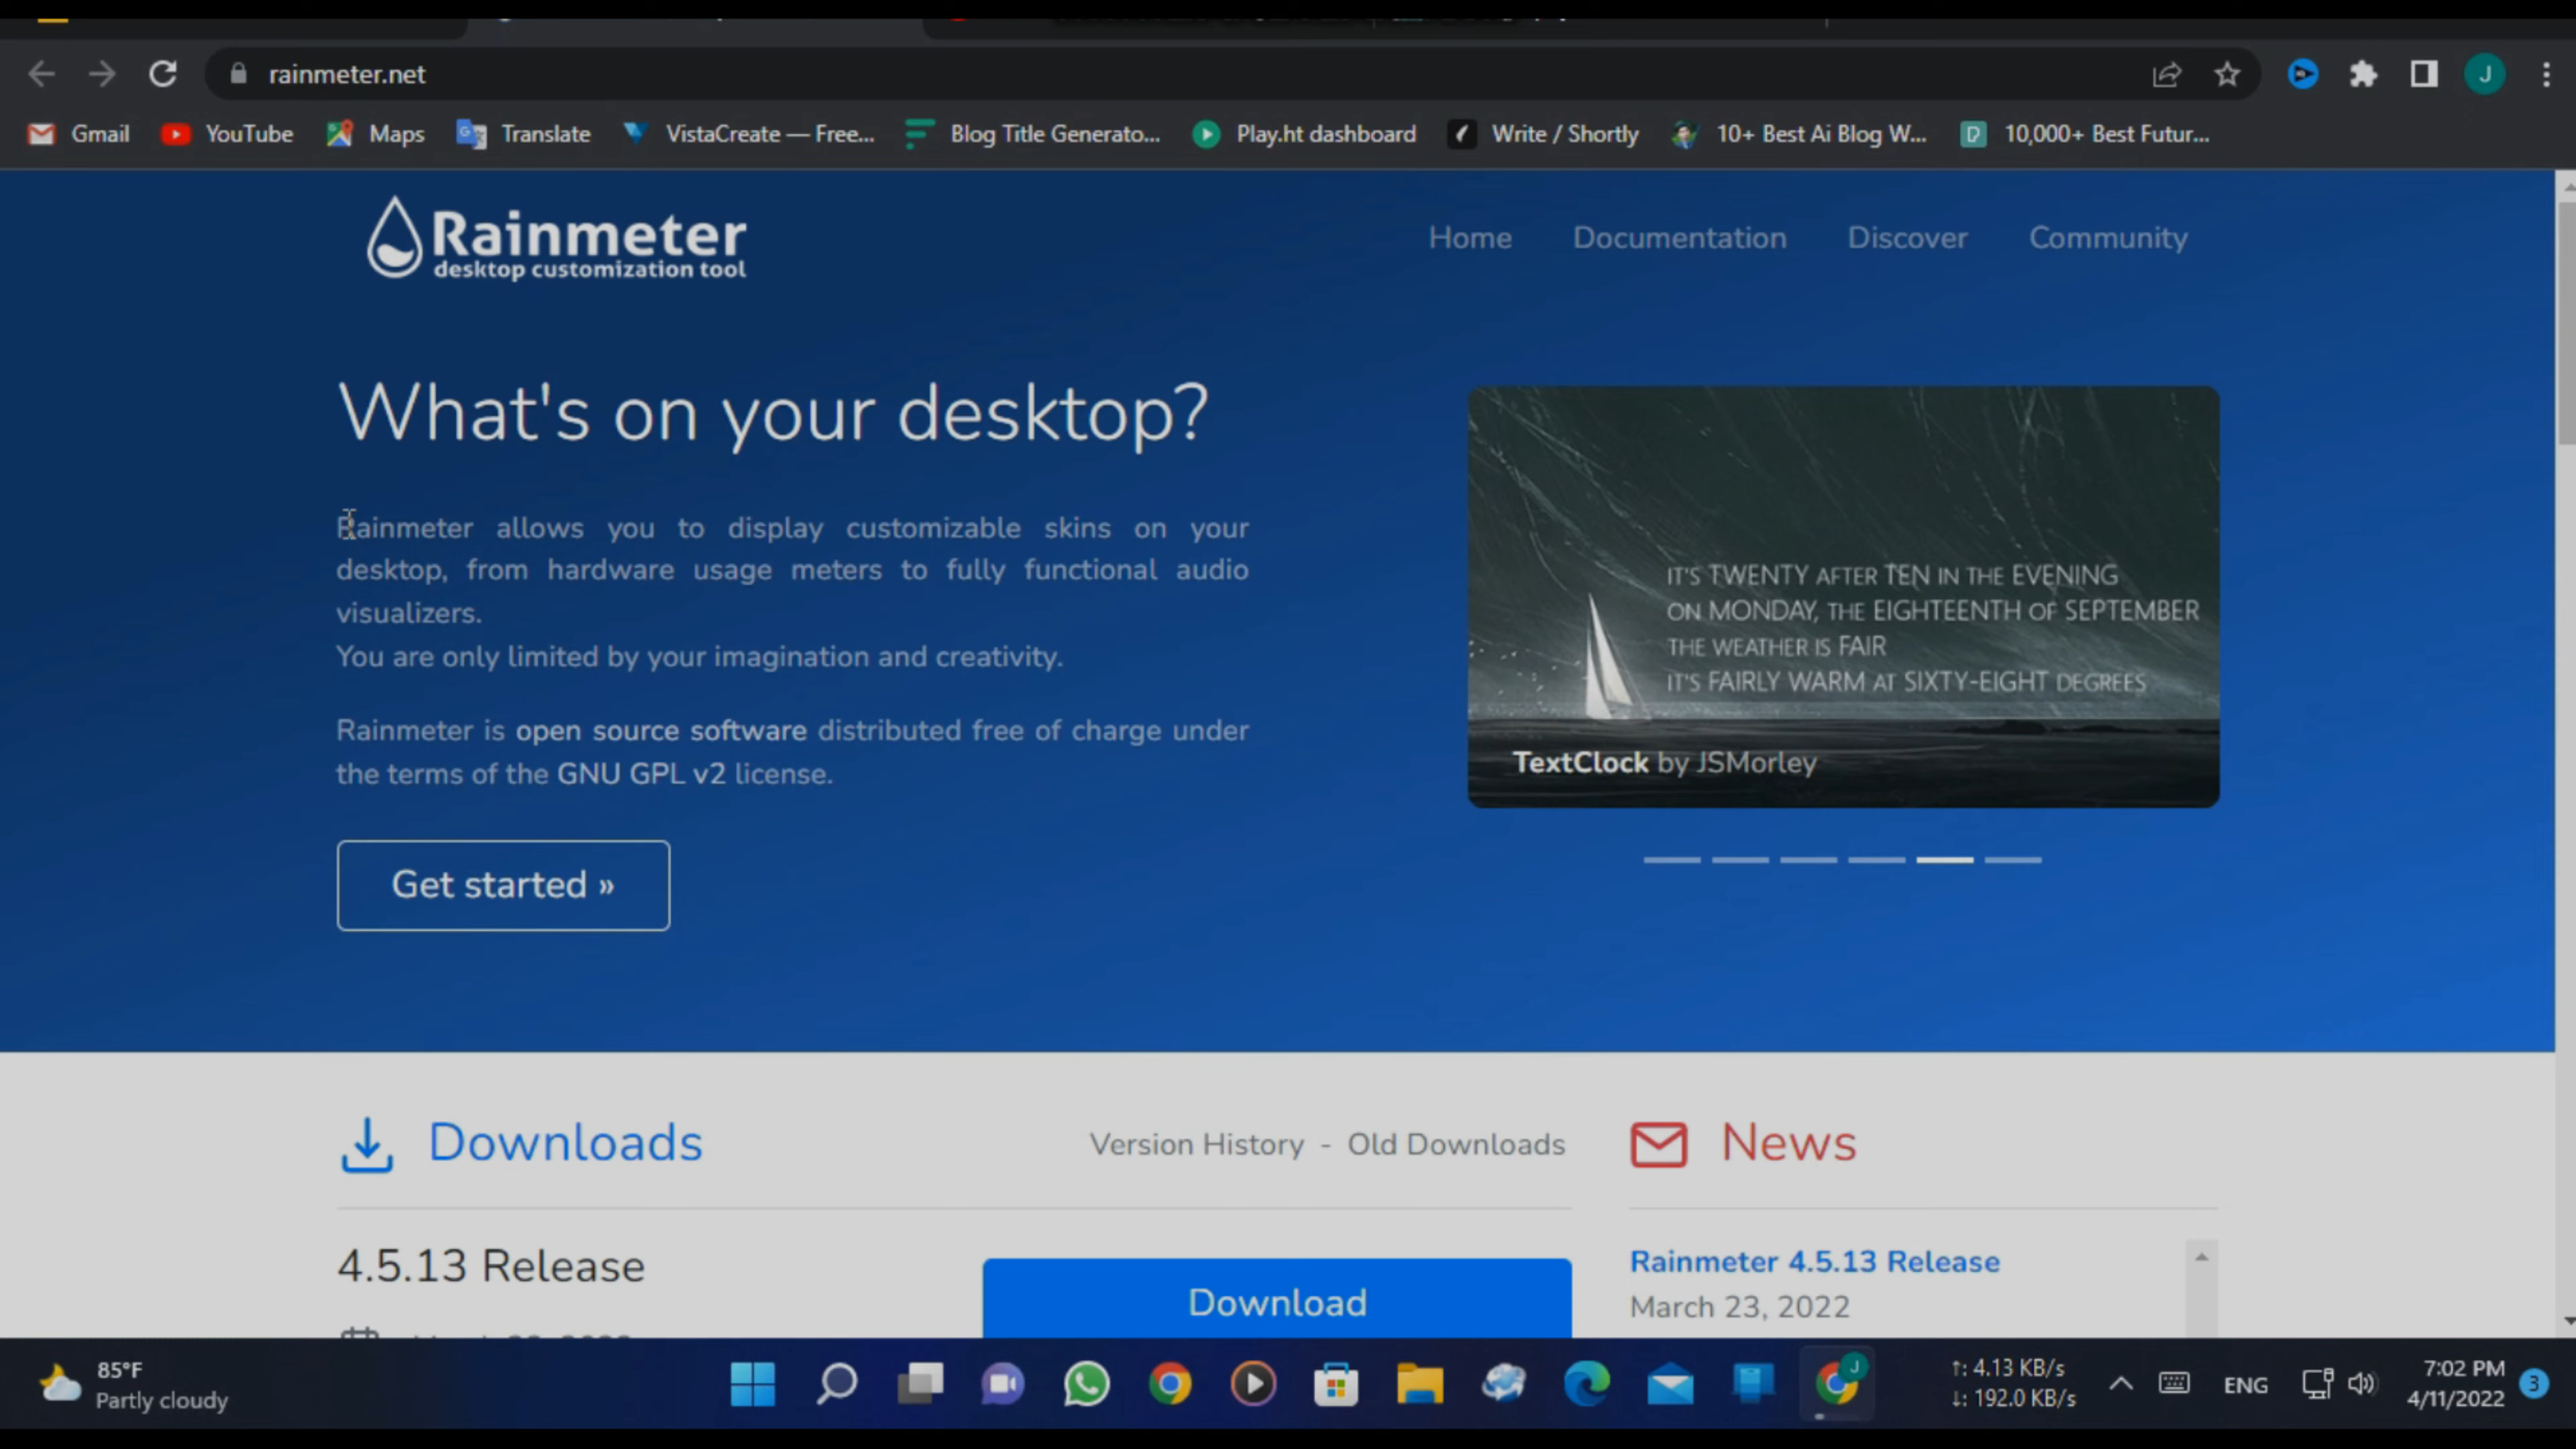 rainmeter.net
J
Gmail YouTube Maps Translate VistaCreate — Free... Blog Title Generato... Play.ht dashboard Write / Shortly 10+ Best Ai Blog W... 10,000+ Best Futur...
Rainmeter
desktop customization tool
Home Documentation Discover Community
What's on your desktop?
Rainmeter allows you to display customizable skins on your
desktop, from hardware usage meters to fully functional audio
visualizers.
You are only limited by your imagination and creativity.
Rainmeter is open source software distributed free of charge under
the terms of the GNU GPL v2 license.
Get started »
IT'S TWENTY AFTER TEN IN THE EVENING
ON MONDAY, THE EIGHTEENTH OF SEPTEMBER
THE WEATHER IS FAIR
IT'S FAIRLY WARM AT SIXTY-EIGHT DEGREES
TextClock by JSMorley
Downloads
Version History - Old Downloads
News
4.5.13 Release
Download
Rainmeter 4.5.13 Release
March 23, 2022
85°F
Partly cloudy
J
↑: 4.13 KB/s
↓: 192.0 KB/s
ENG
7:02 PM
4/11/2022
3